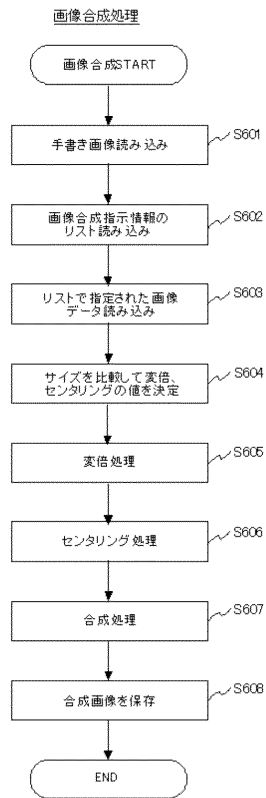 画像合成処理
画像合成START
手書き画像読み込み
S601
画像合成指示情報の
リスト読み込み
S602
リストで指定された画像
データ読み込み
S603
サイズを比較して変倍、
センタリングの値を決定
S604
変倍処理
S605
センタリング処理
S606
合成処理
S607
合成画像を保存
S608
END